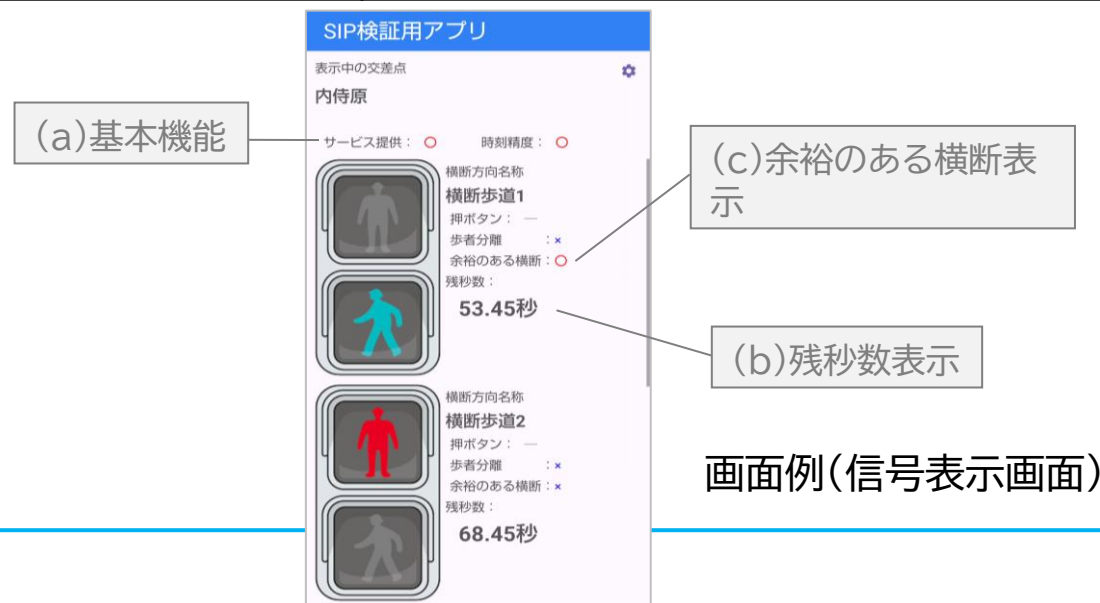 SIP検証用アプリ
表示中の交差点
内侍原
(a)基本機能
サービス提供： ○ 時刻精度： ○
横断方向名称
横断歩道1
押ボタン： —
歩者分離 ：×
余裕のある横断：○
残秒数：
53.45秒
(c)余裕のある横断表
示
(b)残秒数表示
横断方向名称
横断歩道2
押ボタン： —
歩者分離 ：×
余裕のある横断：×
残秒数：
68.45秒
画面例(信号表示画面)